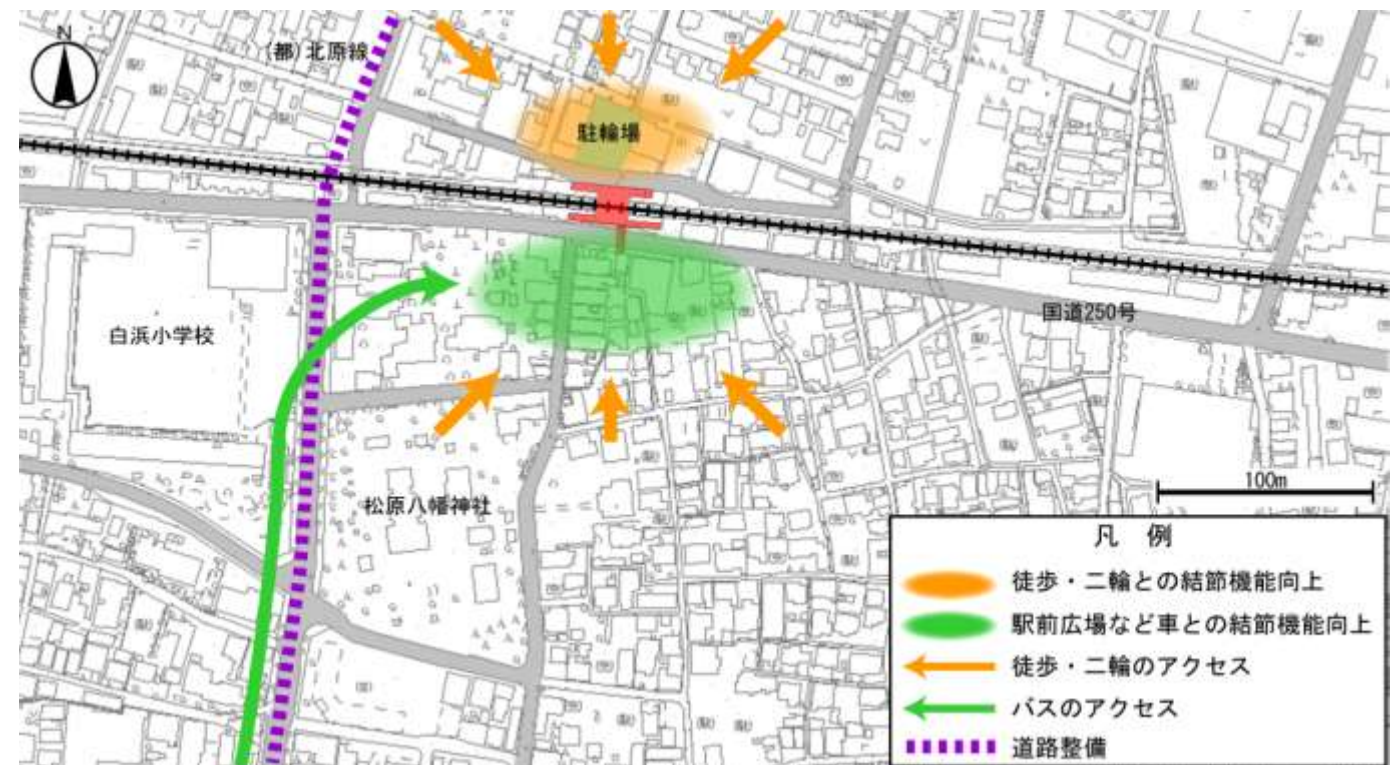 N
(都)北原線
駐輪場
白浜小学校
国道250号
松原八幡神社
100m
凡 例
徒歩・二輪との結節機能向上
駅前広場など車との結節機能向上
徒歩・二輪のアクセス
バスのアクセス
道路整備